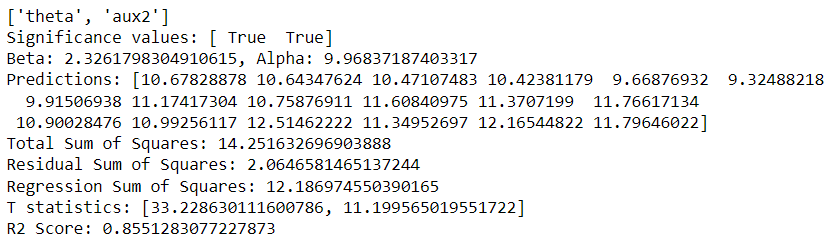 ['theta', 'aux2']
Significance values: [ True  True]
Beta: 2.3261798304910615, Alpha: 9.96837187403317
Predictions: [10.67828878 10.64347624 10.47107483 10.42381179  9.66876932  9.32488218
  9.91506938 11.17417304 10.75876911 11.60840975 11.3707199  11.76617134
 10.90028476 10.99256117 12.51462222 11.34952697 12.16544822 11.79646022]
Total Sum of Squares: 14.251632696903888
Residual Sum of Squares: 2.0646581465137244
Regression Sum of Squares: 12.186974550390165
T statistics: [33.228630111600786, 11.199565019551722]
R2 Score: 0.8551283077227873